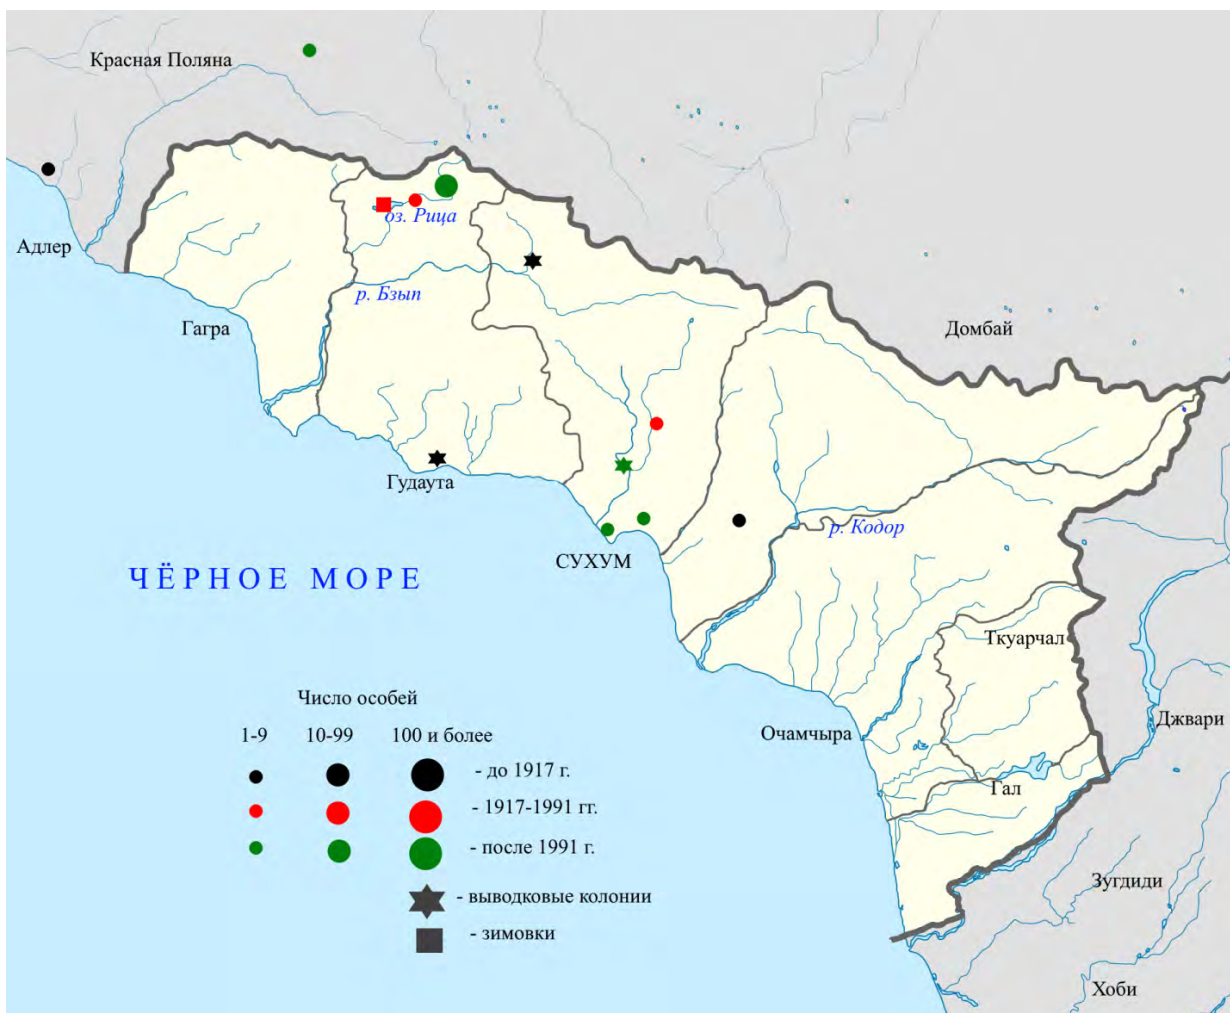 Красная Поляна
оз. Рица
Адлер
р. Бзып
Гагра
Домбай
Гудаута
р. Кодор
СУХУМ
ЧЁРНОЕ МОРЕ
Ткуарчал
Число особей
Джвари
1-9 10-99 100 и более
Очамчыра
- до 1917 г.
Гал
- 1917-1991 гг.
- после 1991 г.
Зугдиди
- выводковые колонии
- зимовки
Хоби